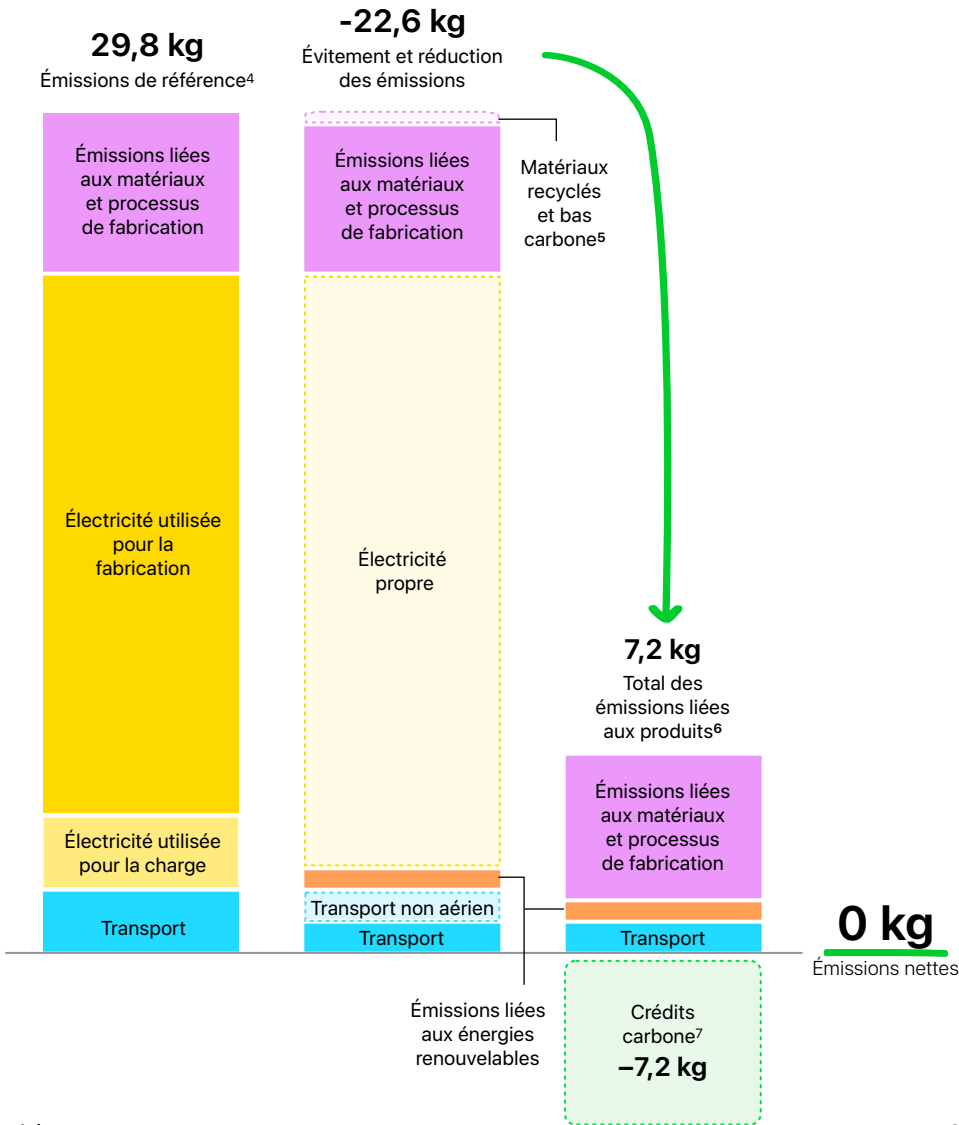 29,8 kg
Émissions de référence⁴
-22,6 kg
Évitement et réduction
des émissions
Émissions liées
aux matériaux
et processus
de fabrication
Électricité utilisée
pour la
fabrication
Électricité utilisée
pour la charge
Transport
Émissions liées
aux matériaux
et processus
de fabrication
Matériaux
recyclés
et bas
carbone⁵
Électricité
propre
Transport non aérien
Transport
Émissions liées
aux énergies
renouvelables
7,2 kg
Total des
émissions liées
aux produits⁶
Émissions liées
aux matériaux
et processus
de fabrication
Transport
Crédits
carbone⁷
–7,2 kg
0 kg
Émissions nettes